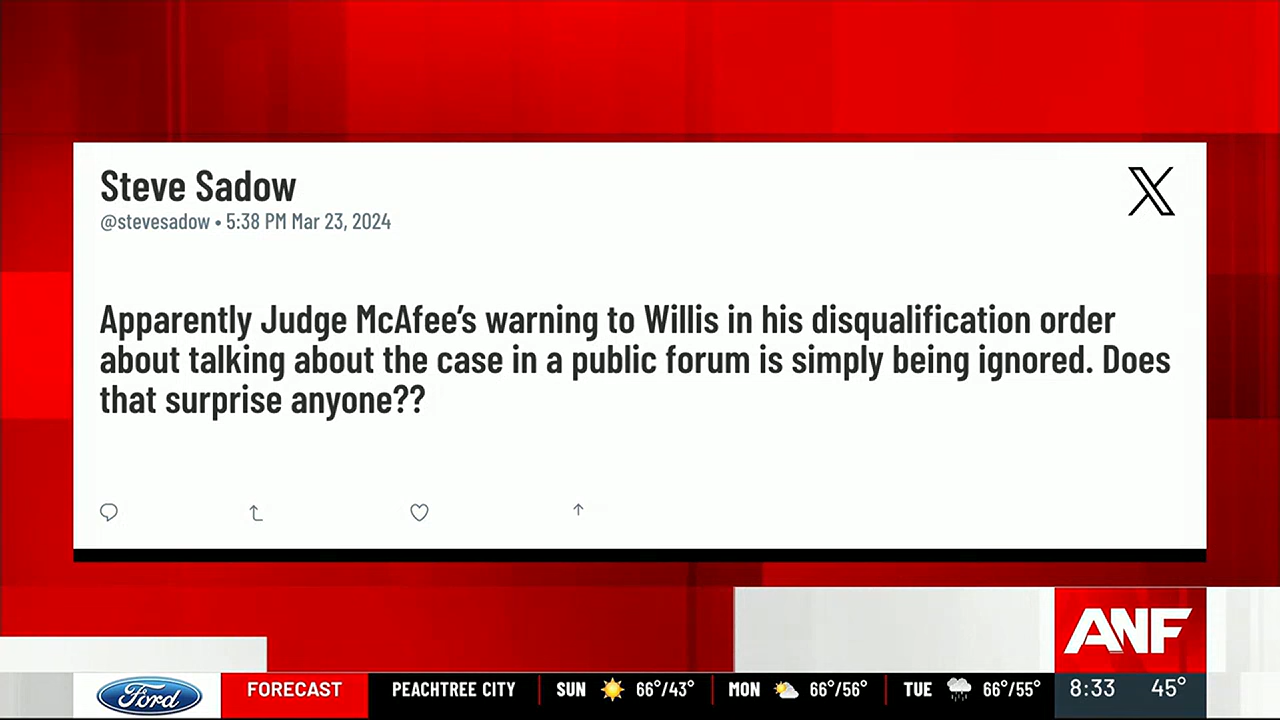 Steve Sadow
@stevesadow • 5:38 PM Mar 23, 2024
Apparently Judge McAfee's warning to Willis in his disqualification order
about talking about the case in a public forum is simply being ignored. Does
that surprise anyone??
ANF
Ford FORECAST PEACHTREE CITY SUN 66°/43° MON 66°/56° TUE 66°/55° 8:33 45°